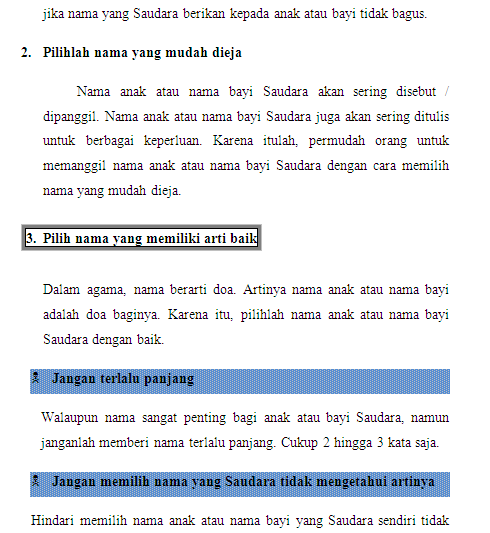 jika nama yang Saudara berikan kepada anak atau bayi tidak bagus.
2. Pilihlah nama yang mudah dieja
Nama anak atau nama bayi Saudara akan sering disebut /
dipanggil. Nama anak atau nama bayi Saudara juga akan sering ditulis
untuk berbagai keperluan. Karena itulah, permudah orang untuk
memanggil nama anak atau nama bayi Saudara dengan cara memilih
nama yang mudah dieja.
3. Pilih nama yang memiliki arti baik
Dalam agama, nama berarti doa. Artinya nama anak atau nama bayi
adalah doa baginya. Karena itu, pilihlah nama anak atau nama bayi
Saudara dengan baik.
Jangan terlalu panjang
Walaupun nama sangat penting bagi anak atau bayi Saudara, namun
janganlah memberi nama terlalu panjang. Cukup 2 hingga 3 kata saja.
Jangan memilih nama yang Saudara tidak mengetahui artinya
Hindari memilih nama anak atau nama bayi yang Saudara sendiri tidak